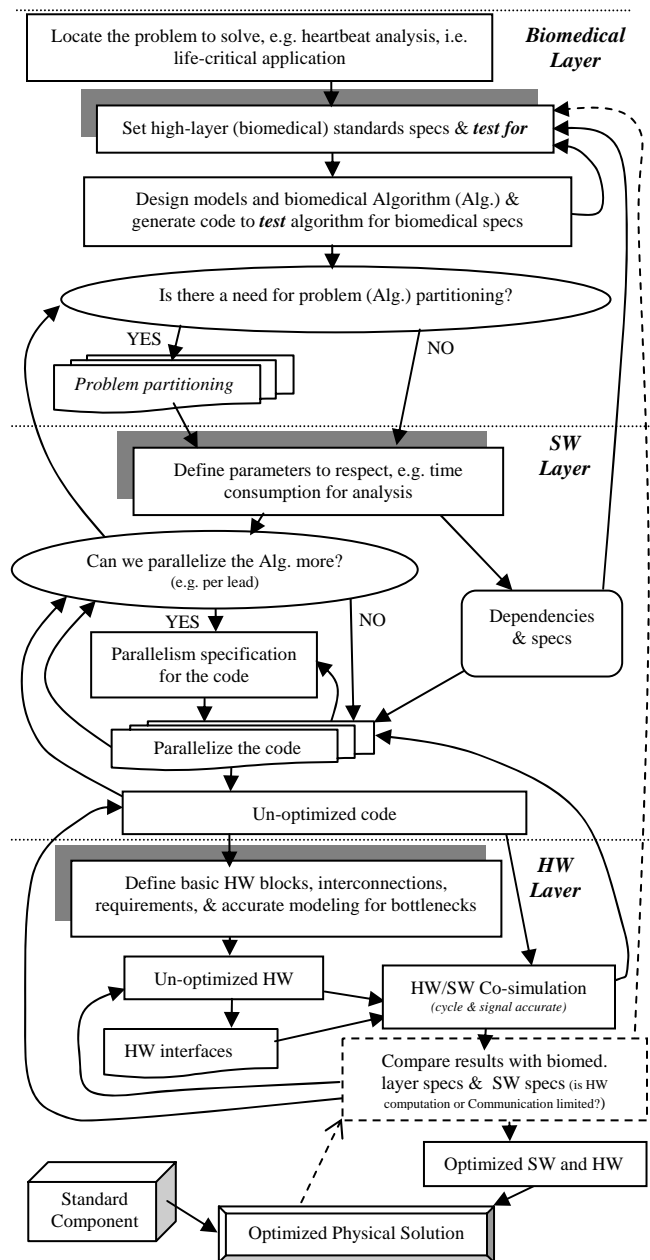 Locate the problem to solve, e.g. heartbeat analysis, i.e.
life-critical application
Biomedical
Layer
Set high-layer (biomedical) standards specs & test for
Design models and biomedical Algorithm (Alg.) &
generate code to test algorithm for biomedical specs
Is there a need for problem (Alg.) partitioning?
YES
NO
Problem partitioning
SW
Layer
Define parameters to respect, e.g. time
consumption for analysis
Can we parallelize the Alg. more?
(e.g. per lead)
YES
NO
Dependencies
& specs
Parallelism specification
for the code
Parallelize the code
Un-optimized code
HW
Layer
Define basic HW blocks, interconnections,
requirements, & accurate modeling for bottlenecks
Un-optimized HW
HW/SW Co-simulation
(cycle & signal accurate)
HW interfaces
Compare results with biomed.
layer specs & SW specs (is HW
computation or Communication limited?)
Optimized SW and HW
Standard
Component
Optimized Physical Solution